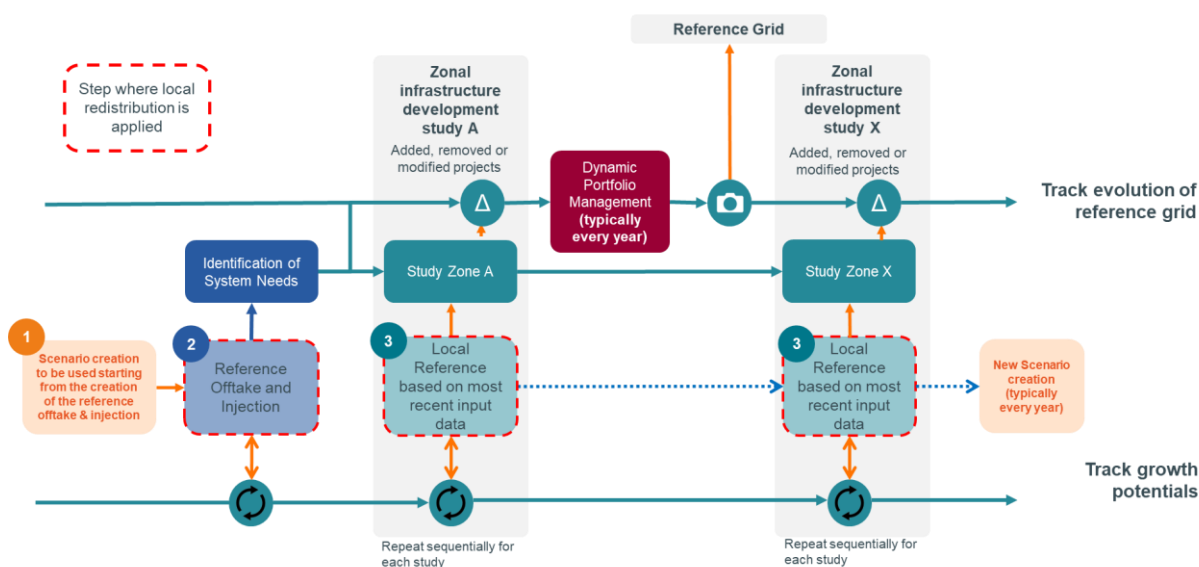 Reference Grid
Step where local
redistribution is
applied
Zonal
infrastructure
development
study A
Added, removed or
modified projects
Zonal
infrastructure
development
study X
Added, removed or
modified projects
Δ
Dynamic
Portfolio
Management
(typically
every year)
Δ
Track evolution of
reference grid
Identification of
System Needs
Study Zone A
Study Zone X
1
Scenario creation
to be used starting
from the creation
of the reference
offtake & injection
2
Reference
Offtake and
Injection
3
Local
Reference
based on most
recent input
data
3
Local
Reference
based on most
recent input
data
New Scenario
creation
(typically
every year)
Track growth
potentials
Repeat sequentially for
each study
Repeat sequentially for
each study